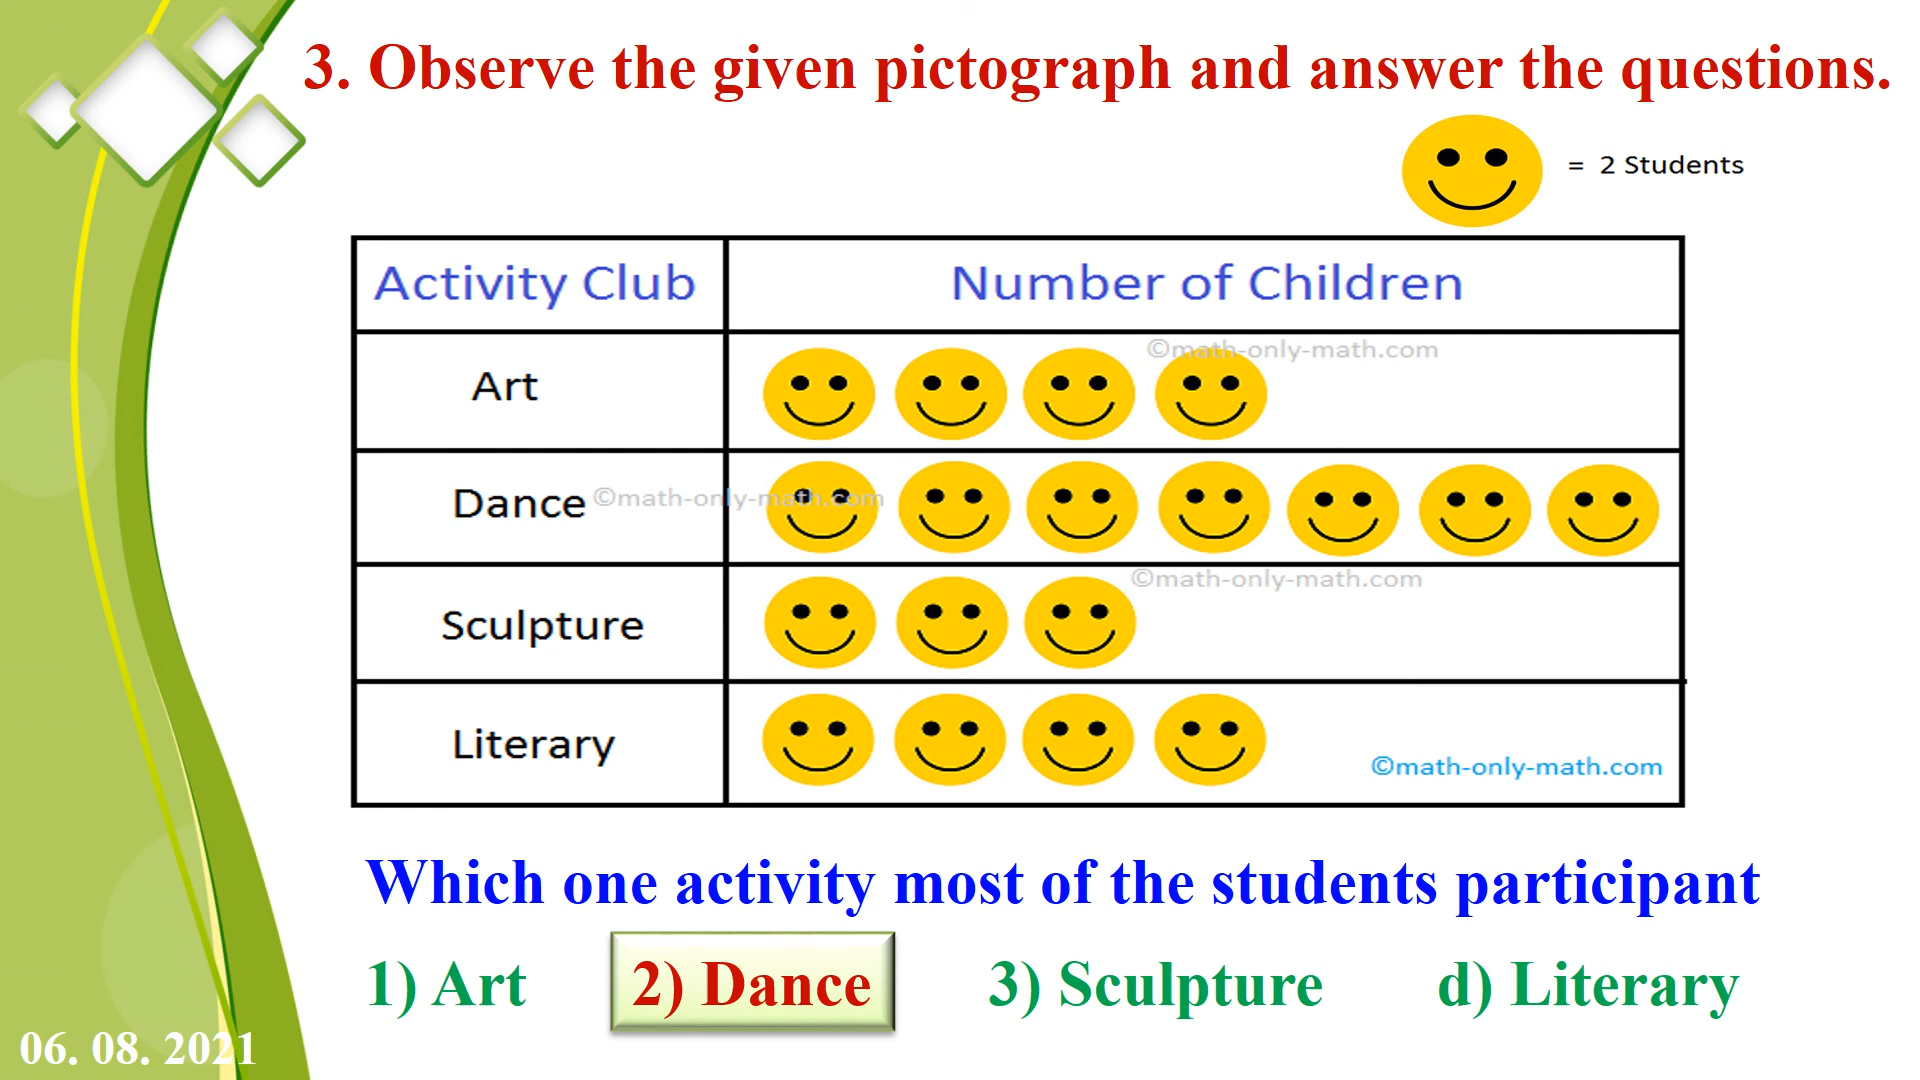 3. Observe the given pictograph and answer the questions.
= 2 Students
Activity Club Number of Children
©math-only-math.com
Art
Dance ©math-only-math.com
©math-only-math.com
Sculpture
Literary
©math-only-math.com
Which one activity most of the students participant
1) Art 2) Dance 3) Sculpture d) Literary
06. 08. 2021